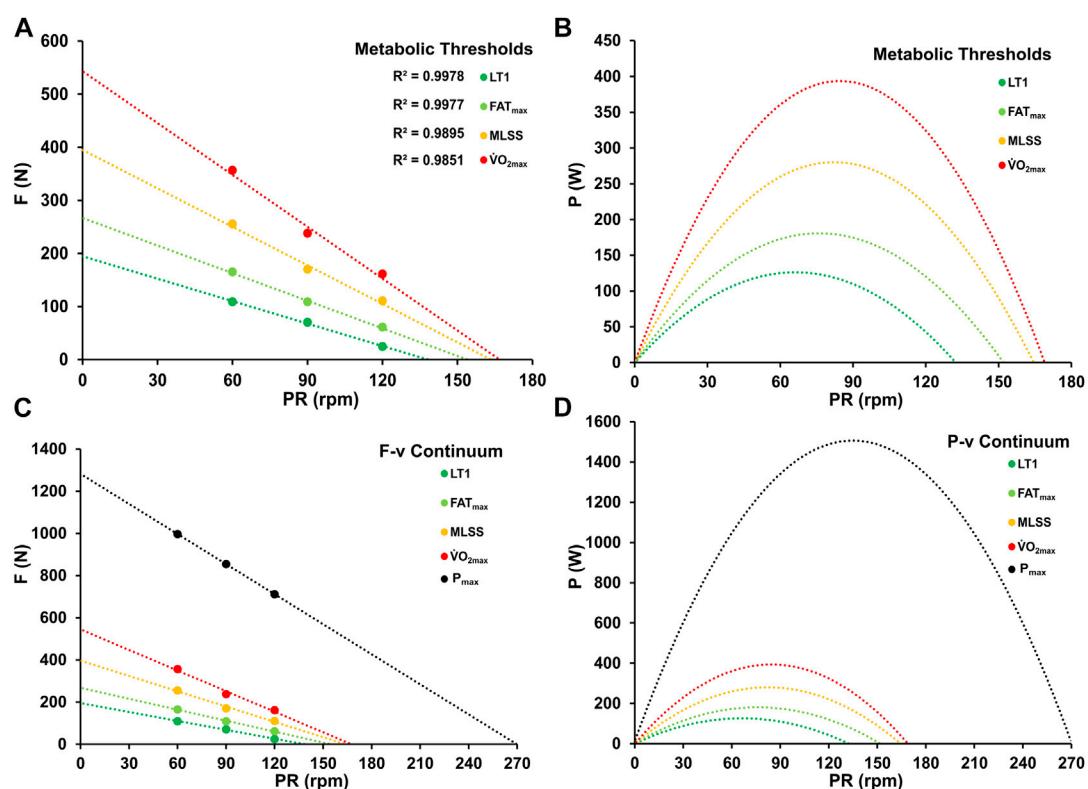 A
Metabolic Thresholds
R² = 0.9978 LT1
R² = 0.9977 FATmax
R² = 0.9895 MLSS
R² = 0.9851 V̇O2max
F (N)
600
500
400
300
200
100
0
0 30 60 90 120 150 180
PR (rpm)
B
Metabolic Thresholds
LT1
FATmax
MLSS
V̇O2max
P (W)
450
400
350
300
250
200
150
100
50
0
0 30 60 90 120 150 180
PR (rpm)
C
F-v Continuum
LT1
FATmax
MLSS
V̇O2max
Pmax
F (N)
1400
1200
1000
800
600
400
200
0
0 30 60 90 120 150 180 210 240 270
PR (rpm)
D
P-v Continuum
LT1
FATmax
MLSS
V̇O2max
Pmax
P (W)
1600
1400
1200
1000
800
600
400
200
0
0 30 60 90 120 150 180 210 240 270
PR (rpm)